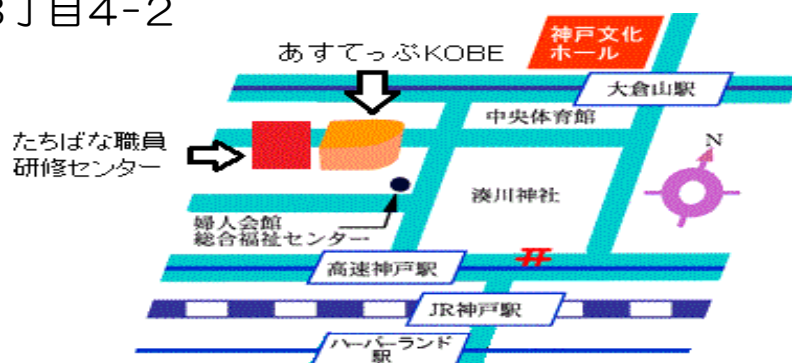 3丁目4-2
神戸文化
ホール
あすてっぷKOBE
大倉山駅
中央体育館
たちばな職員
研修センター
N
湊川神社
婦人会館
総合福祉センター
高速神戸駅
JR神戸駅
ハーバーランド
駅